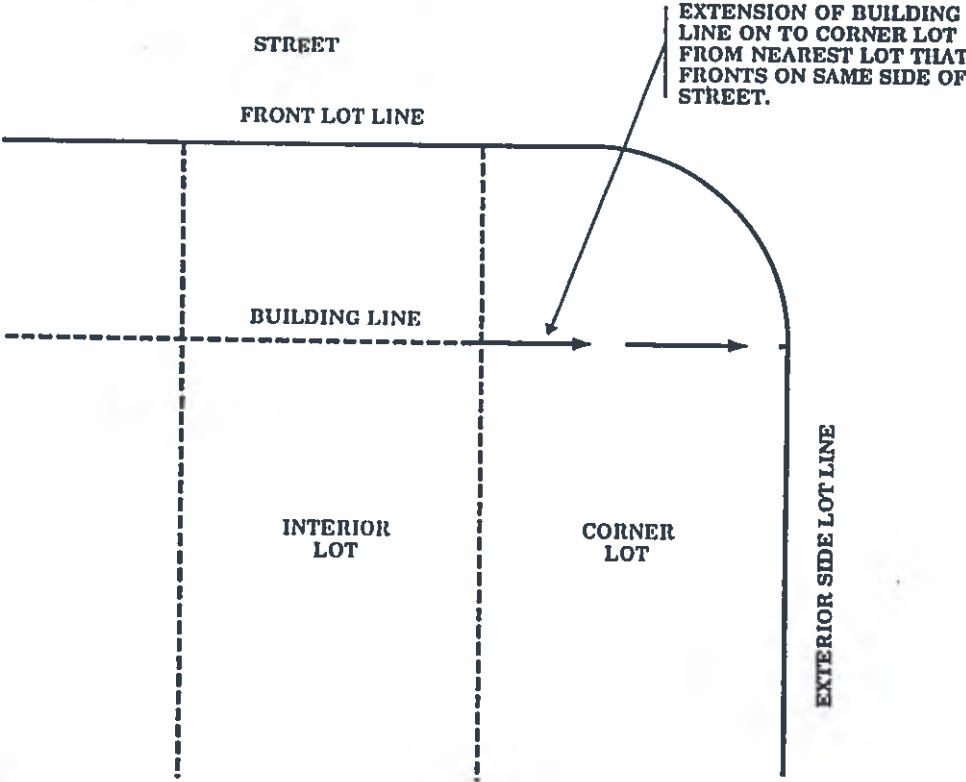 EXTENSION OF BUILDING
LINE ON TO CORNER LOT
FROM NEAREST LOT THAT
FRONTS ON SAME SIDE OF
STREET.
STREET
FRONT LOT LINE
BUILDING LINE
INTERIOR
LOT
CORNER
LOT
EXTERIOR SIDE LOT LINE